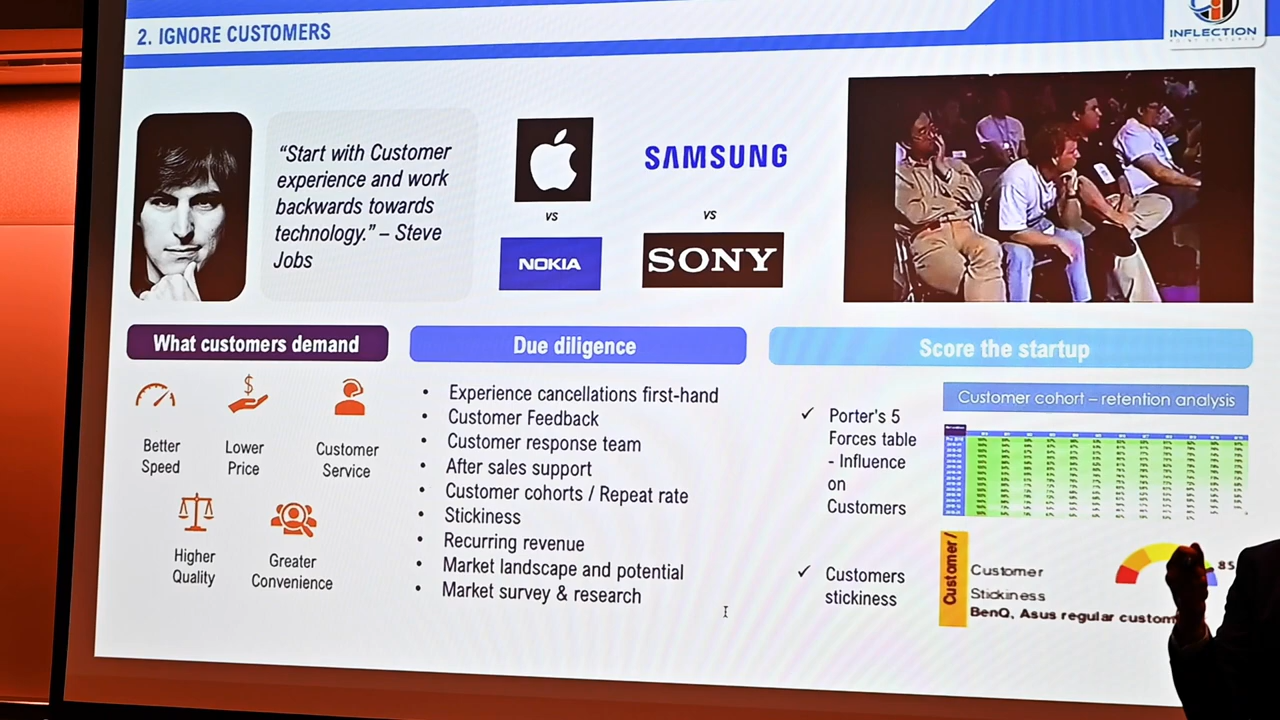 2. IGNORE CUSTOMERS
INFLECTION
POINT VENTURES
“Start with Customer
experience and work
backwards towards
technology.” – Steve
Jobs
vs
NOKIA
SAMSUNG
vs
SONY
What customers demand
Better
Speed
Lower
Price
Customer
Service
Higher
Quality
Greater
Convenience
Due diligence
• Experience cancellations first-hand
• Customer Feedback
• Customer response team
• After sales support
• Customer cohorts / Repeat rate
• Stickiness
• Recurring revenue
• Market landscape and potential
• Market survey & research
Score the startup
✓ Porter's 5
Forces table
- Influence
on
Customers
✓ Customers
stickiness
Customer cohort – retention analysis
Customer /
Customer
Stickiness
85
BenQ, Asus regular custom